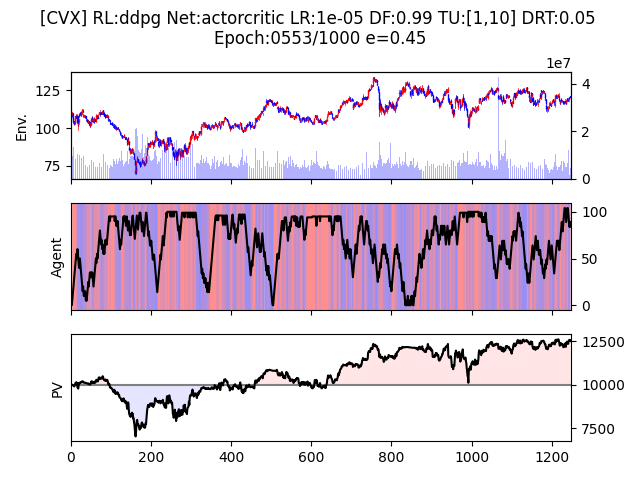 [CVX] RL:ddpg Net:actorcritic LR:1e-05 DF:0.99 TU:[1,10] DRT:0.05
Epoch:0553/1000 e=0.45
1e7
Env.
125
100
75
4
2
0
Agent
100
50
0
PV
12500
10000
7500
0 200 400 600 800 1000 1200